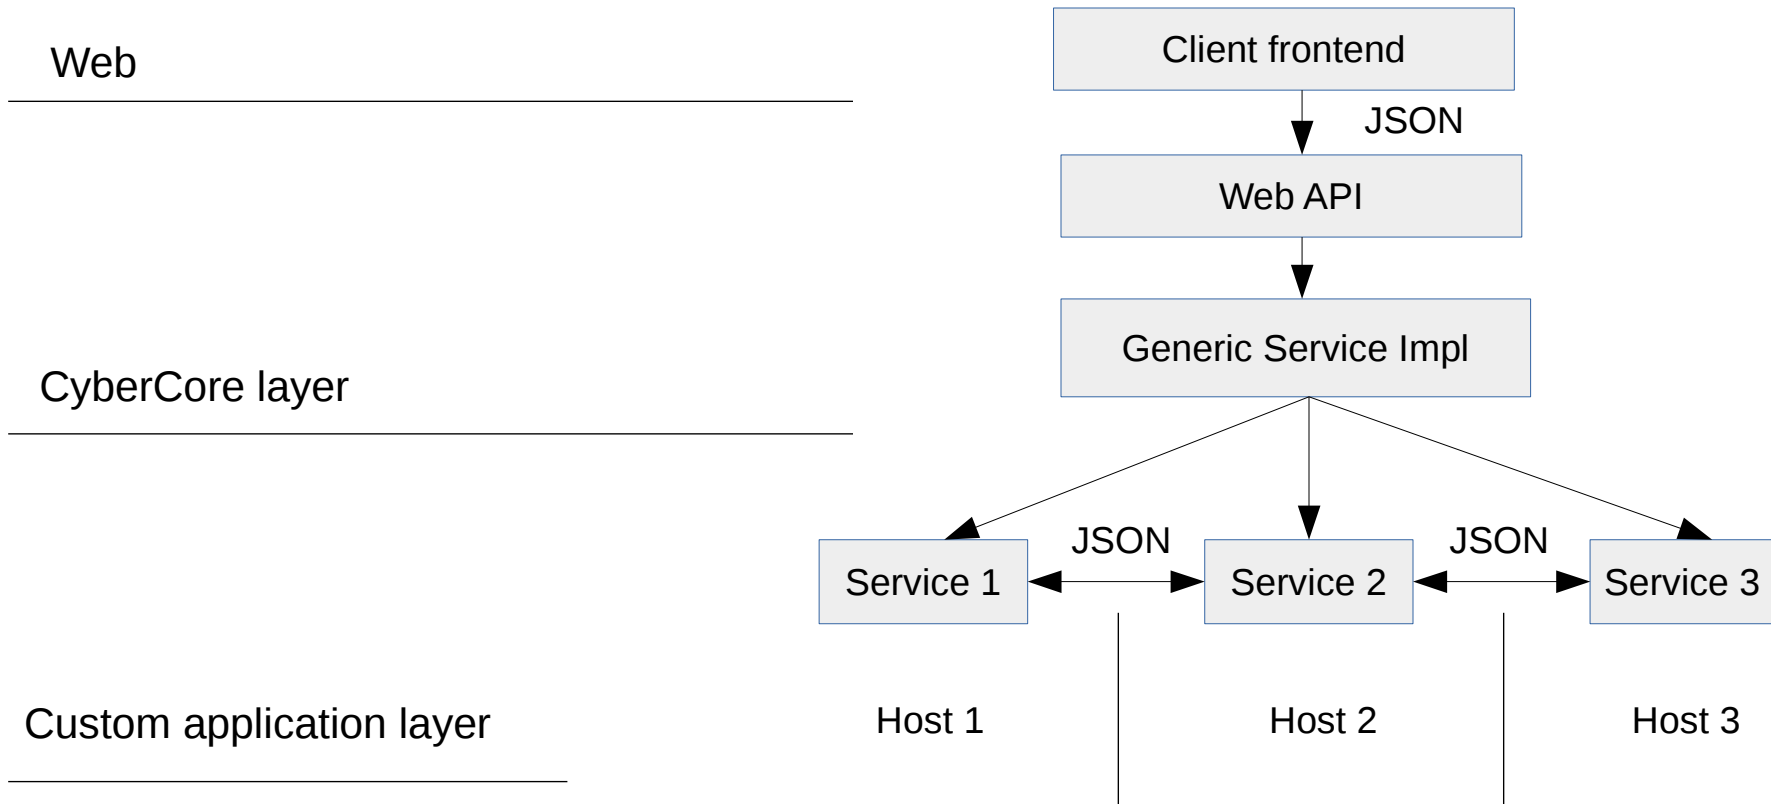 Web
Client frontend
JSON
Web API
Generic Service Impl
CyberCore layer
JSON
JSON
Service 1
Service 2
Service 3
Custom application layer
Host 1
Host 2
Host 3